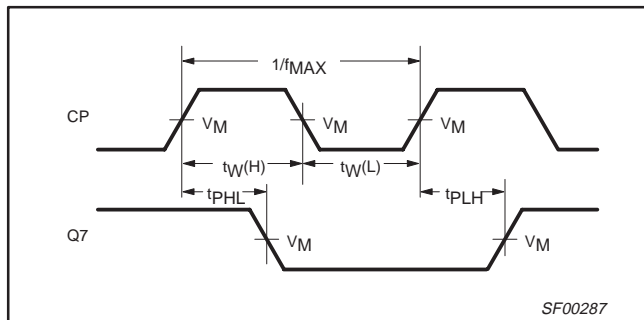 1/fMAX
CP
VM VM VM
tW(H) tW(L)
tPHL tPLH
Q7
VM VM
SF00287